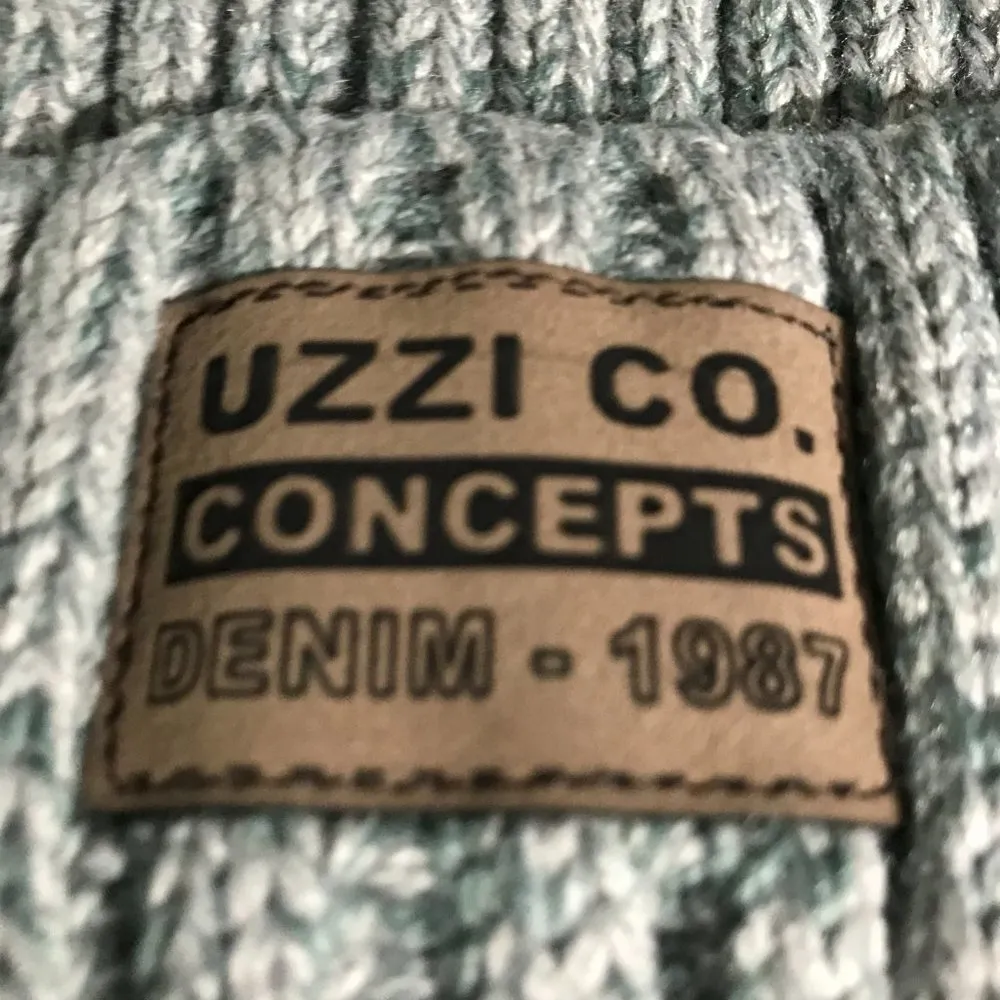 UZZI CO.
CONCEPTS
DENIM - 1987